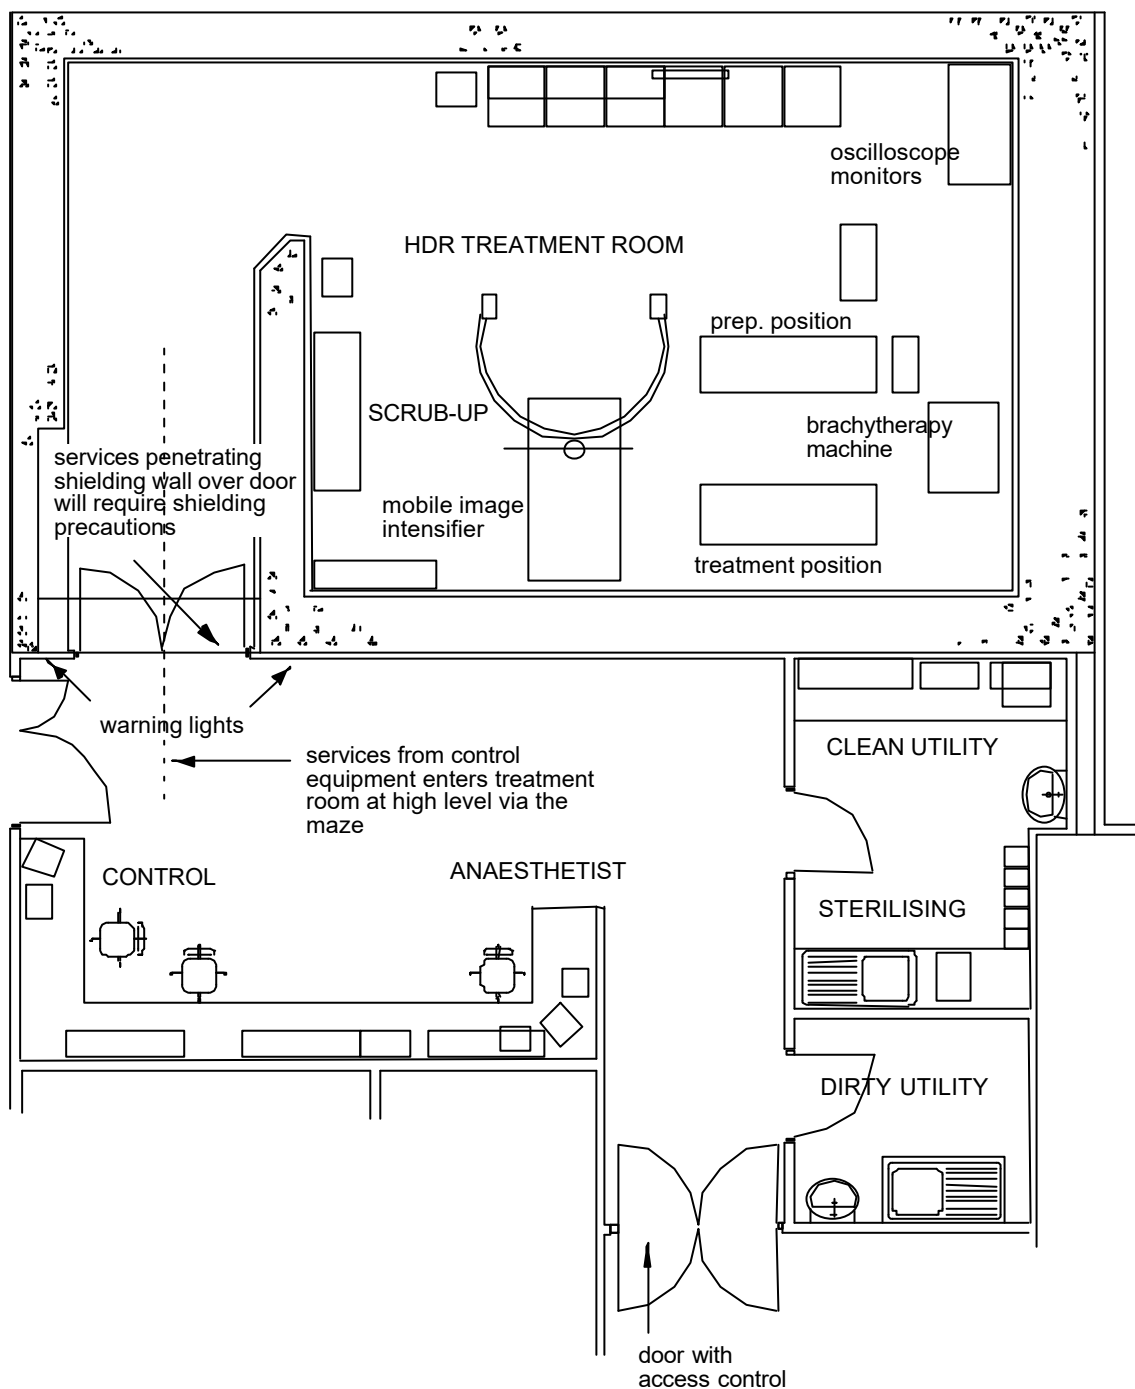 oscilloscope
monitors
HDR TREATMENT ROOM
prep. position
SCRUB-UP
brachytherapy
machine
services penetrating
shielding wall over door
will require shielding
precautions
mobile image
intensifier
treatment position
warning lights
services from control
equipment enters treatment
room at high level via the
maze
CLEAN UTILITY
CONTROL
ANAESTHETIST
STERILISING
DIRTY UTILITY
door with
access control